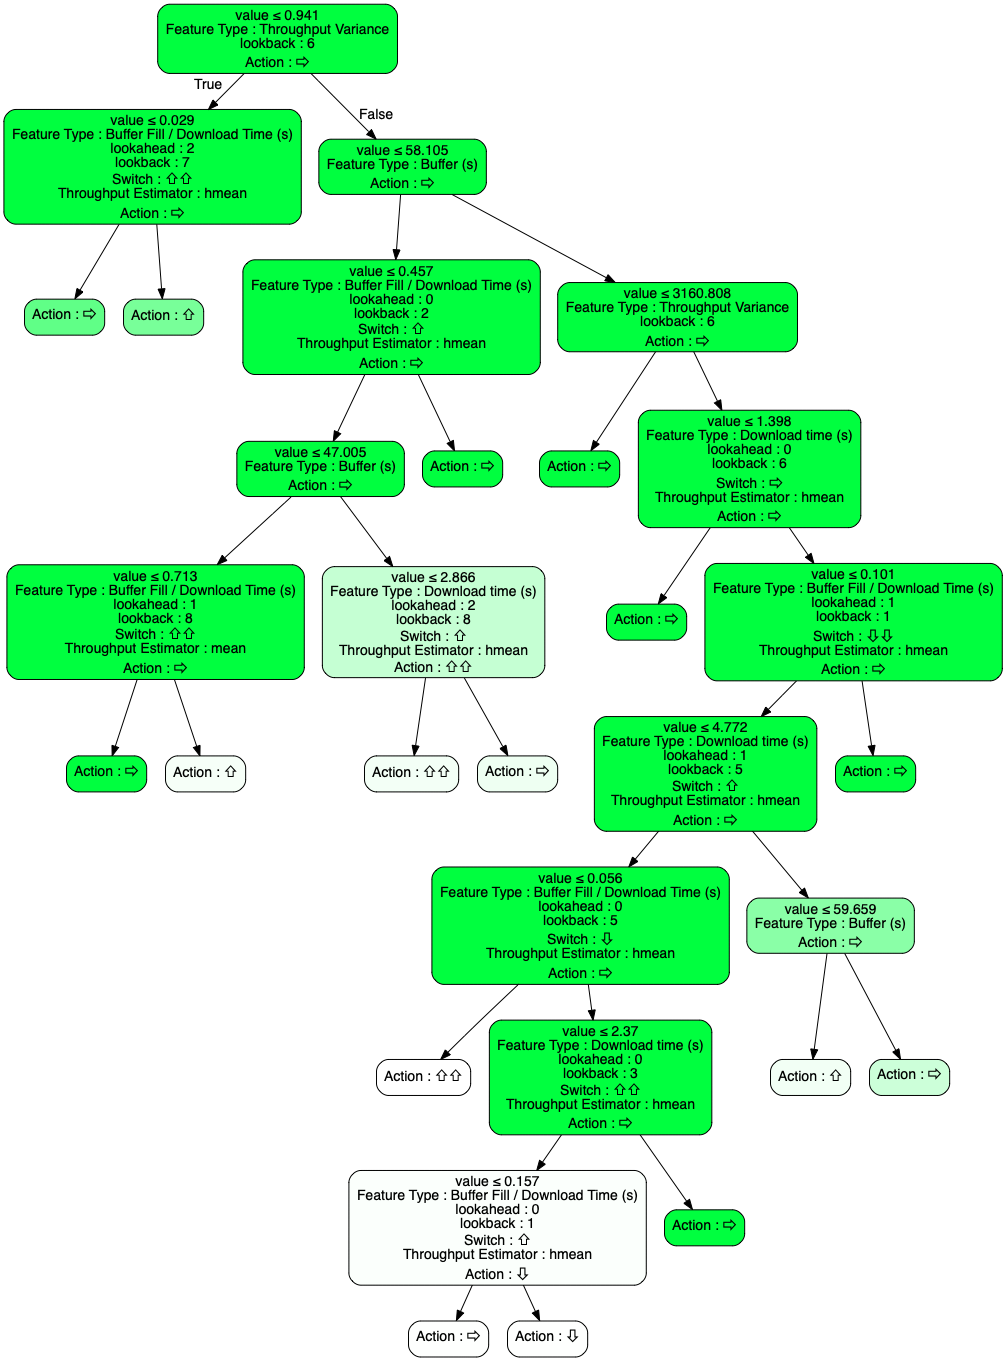 value ≤ 0.941
Feature Type : Throughput Variance
lookback : 6
Action : ⇨
True
False
value ≤ 0.029
Feature Type : Buffer Fill / Download Time (s)
lookahead : 2
lookback : 7
Switch : ⇧⇧
Throughput Estimator : hmean
Action : ⇨
value ≤ 58.105
Feature Type : Buffer (s)
Action : ⇨
Action : ⇨
Action : ⇧
value ≤ 0.457
Feature Type : Buffer Fill / Download Time (s)
lookahead : 0
lookback : 2
Switch : ⇧
Throughput Estimator : hmean
Action : ⇨
value ≤ 3160.808
Feature Type : Throughput Variance
lookback : 6
Action : ⇨
value ≤ 47.005
Feature Type : Buffer (s)
Action : ⇨
Action : ⇨
Action : ⇨
value ≤ 1.398
Feature Type : Download time (s)
lookahead : 0
lookback : 6
Switch : ⇨
Throughput Estimator : hmean
Action : ⇨
value ≤ 0.713
Feature Type : Buffer Fill / Download Time (s)
lookahead : 1
lookback : 8
Switch : ⇧⇧
Throughput Estimator : mean
Action : ⇨
value ≤ 2.866
Feature Type : Download time (s)
lookahead : 2
lookback : 8
Switch : ⇧
Throughput Estimator : hmean
Action : ⇧⇧
Action : ⇨
value ≤ 0.101
Feature Type : Buffer Fill / Download Time (s)
lookahead : 1
lookback : 1
Switch : ⇩⇩
Throughput Estimator : hmean
Action : ⇨
Action : ⇨
Action : ⇧
Action : ⇧⇧
Action : ⇨
value ≤ 4.772
Feature Type : Download time (s)
lookahead : 1
lookback : 5
Switch : ⇧
Throughput Estimator : hmean
Action : ⇨
Action : ⇨
value ≤ 0.056
Feature Type : Buffer Fill / Download Time (s)
lookahead : 0
lookback : 5
Switch : ⇩
Throughput Estimator : hmean
Action : ⇨
value ≤ 59.659
Feature Type : Buffer (s)
Action : ⇨
Action : ⇧⇧
value ≤ 2.37
Feature Type : Download time (s)
lookahead : 0
lookback : 3
Switch : ⇧⇧
Throughput Estimator : hmean
Action : ⇨
Action : ⇧
Action : ⇨
value ≤ 0.157
Feature Type : Buffer Fill / Download Time (s)
lookahead : 0
lookback : 1
Switch : ⇧
Throughput Estimator : hmean
Action : ⇩
Action : ⇨
Action : ⇨
Action : ⇩